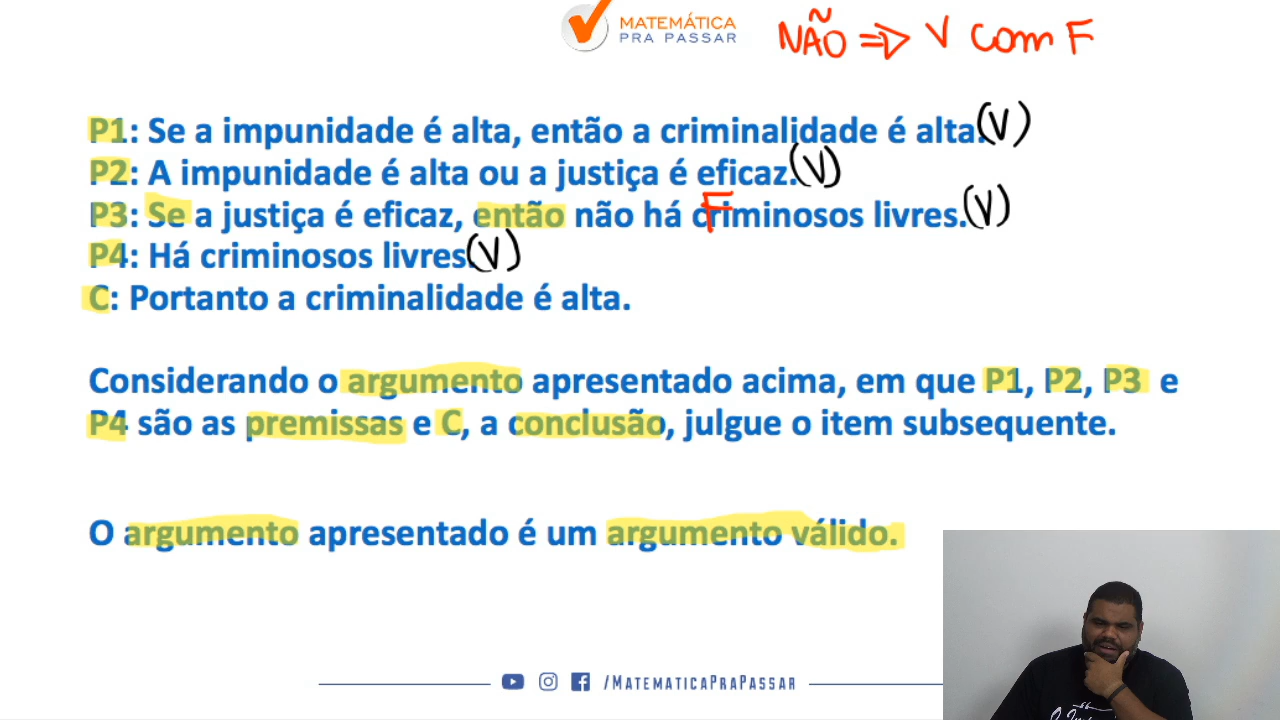 MATEMÁTICA
PRA PASSAR
NÃO => V com F
P1: Se a impunidade é alta, então a criminalidade é alta. (V)
P2: A impunidade é alta ou a justiça é eficaz. (V)
F
P3: Se a justiça é eficaz, então não há criminosos livres. (V)
P4: Há criminosos livres. (V)
C: Portanto a criminalidade é alta.
Considerando o argumento apresentado acima, em que P1, P2, P3 e
P4 são as premissas e C, a conclusão, julgue o item subsequente.
O argumento apresentado é um argumento válido.
/MATEMATICAPRAPASSAR